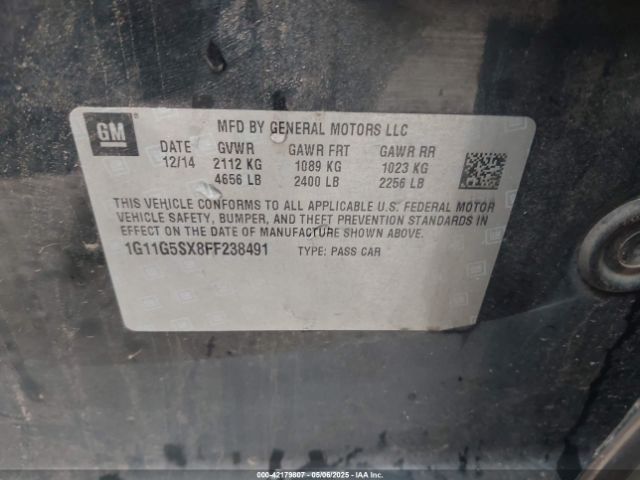 GM
MFD BY GENERAL MOTORS LLC
DATE GVWR GAWR FRT GAWR RR
12/14 2112 KG 1089 KG 1023 KG
4656 LB 2400 LB 2256 LB
THIS VEHICLE CONFORMS TO ALL APPLICABLE U.S. FEDERAL MOTOR
VEHICLE SAFETY, BUMPER, AND THEFT PREVENTION STANDARDS IN
EFFECT ON THE DATE OF MANUFACTURE SHOWN ABOVE.
1G11G5SX8FF238491 TYPE: PASS CAR
000-42179807 - 05/06/2025 - IAA Inc.